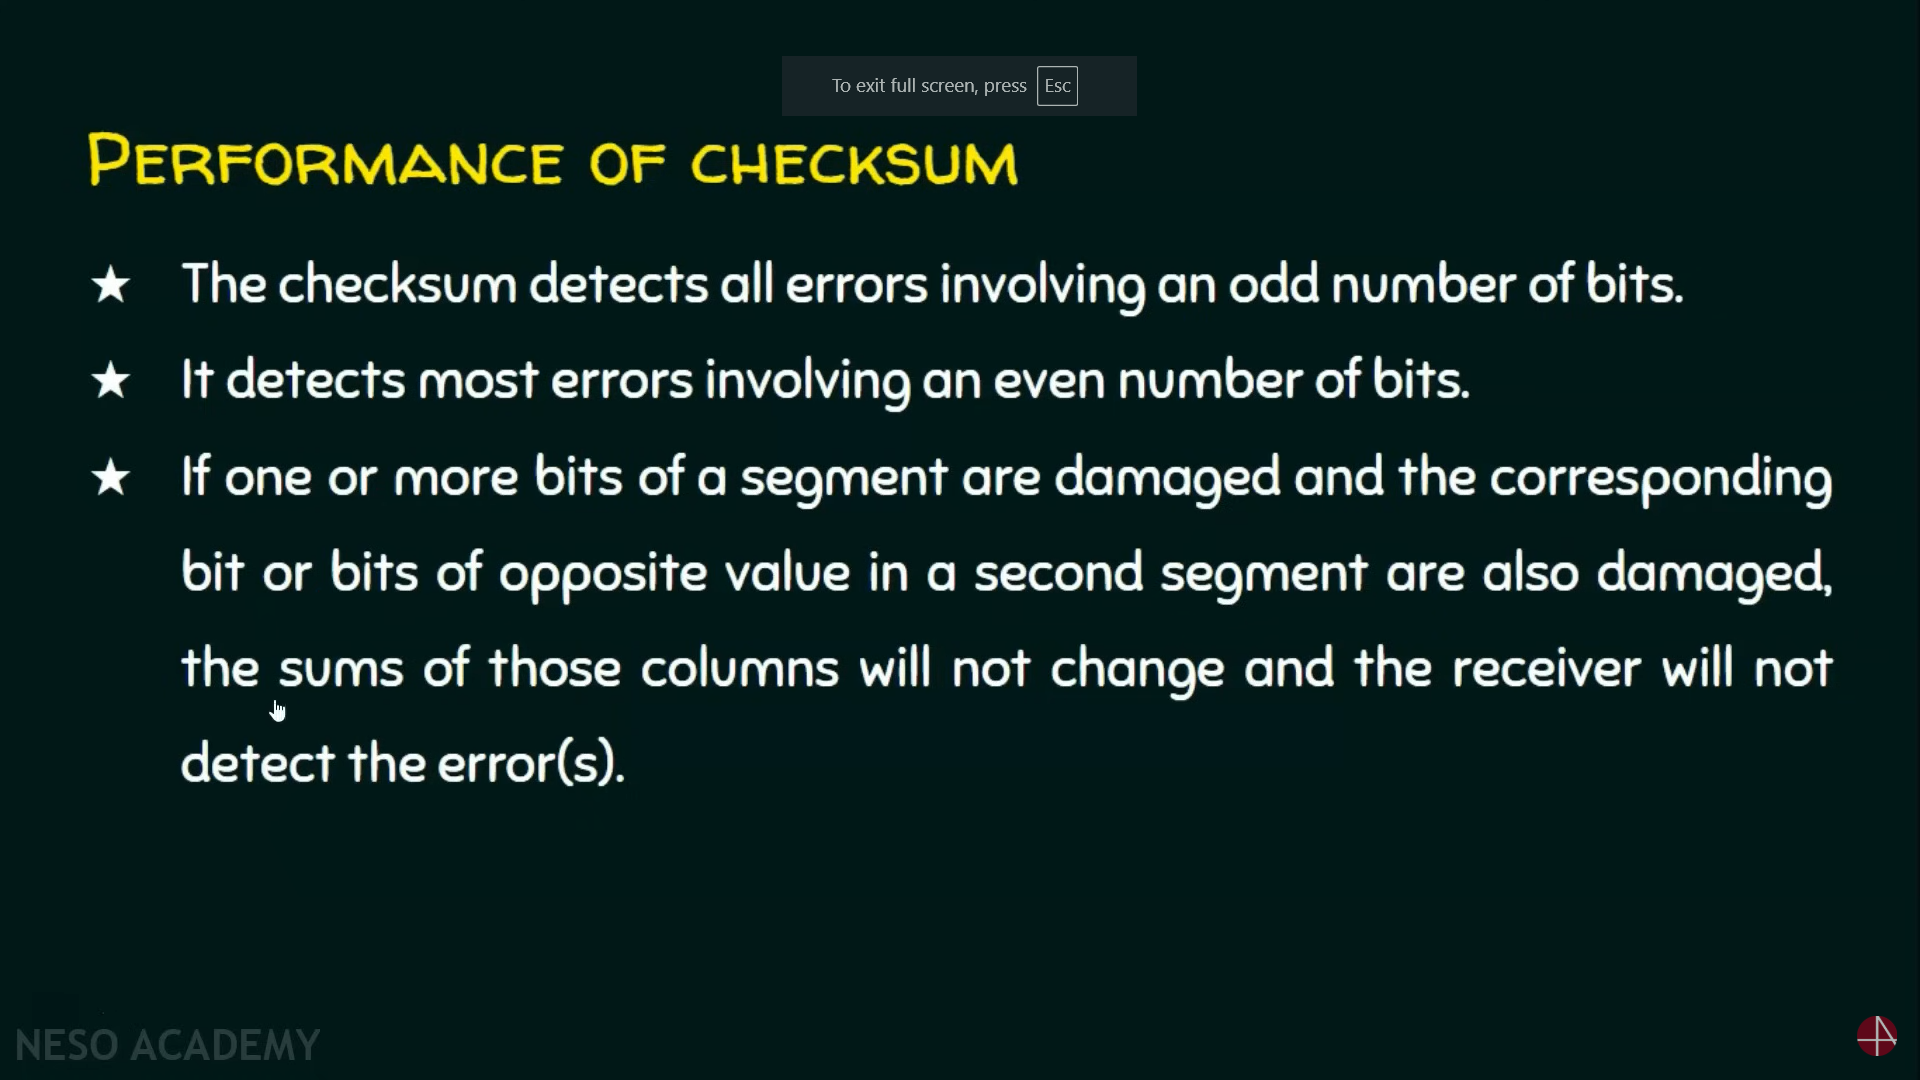 To exit full screen, press Esc
PERFORMANCE OF CHECKSUM
★ The checksum detects all errors involving an odd number of bits.
★ It detects most errors involving an even number of bits.
★ If one or more bits of a segment are damaged and the corresponding
bit or bits of opposite value in a second segment are also damaged,
the sums of those columns will not change and the receiver will not
detect the error(s).
NESO ACADEMY